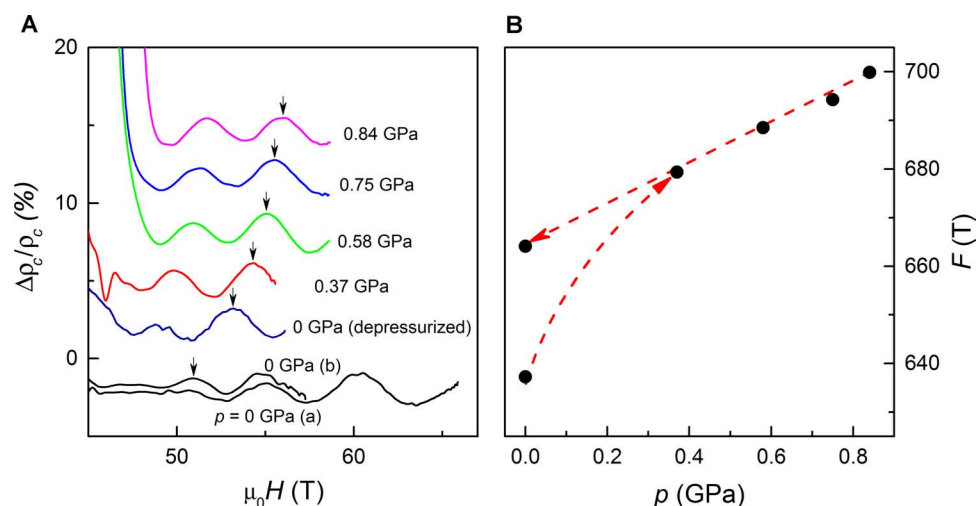 A
B
20
10
0
Δρc/ρc (%)
0.84 GPa
0.75 GPa
0.58 GPa
0.37 GPa
0 GPa (depressurized)
0 GPa (b)
p = 0 GPa (a)
50
60
μ0H (T)
700
680
660
640
F (T)
0.0
0.2
0.4
0.6
0.8
p (GPa)